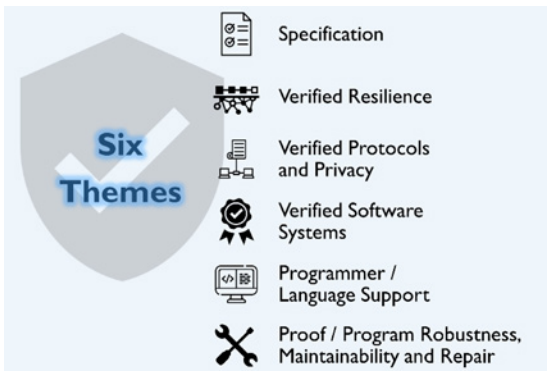 Six
Themes
Specification
Verified Resilience
Verified Protocols
and Privacy
Verified Software
Systems
Programmer /
Language Support
Proof / Program Robustness,
Maintainability and Repair